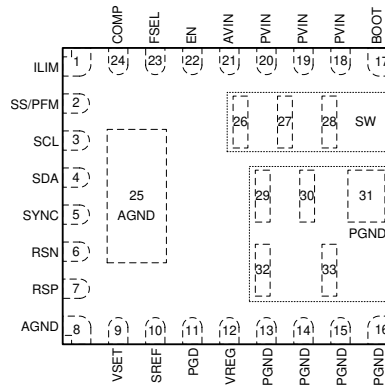 COMP FSEL EN AVIN PVIN PVIN PVIN BOOT
ILIM 1 24 23 22 21 20 19 18 17
SS/PFM 2
26 27 28 SW
SCL 3
SDA 4
25
AGND
29 30 31
SYNC 5
PGND
RSN 6
32 33
RSP 7
AGND 8 9 10 11 12 13 14 15 16
VSET SREF PGD VREG PGND PGND PGND PGND